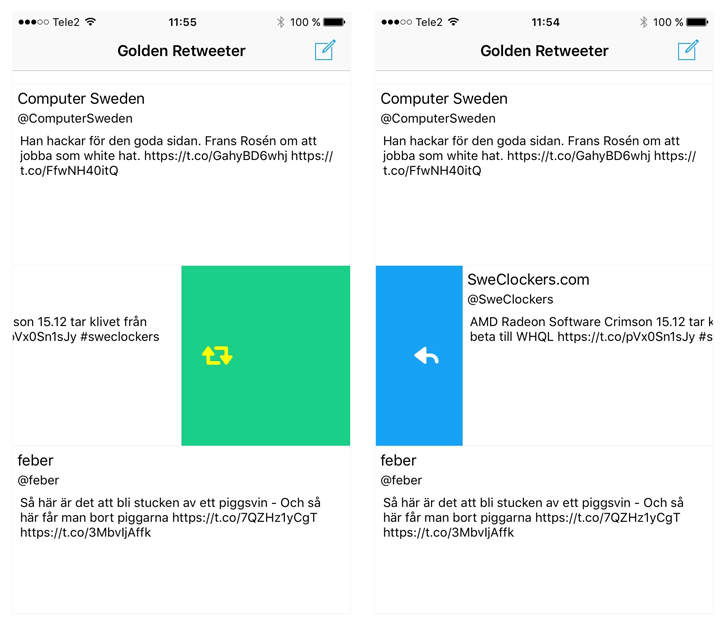 Tele2 11:55 100 %
Golden Retweeter
Computer Sweden
@ComputerSweden
Han hackar för den goda sidan. Frans Rosén om att
jobba som white hat. https://t.co/GahyBD6whj https://
t.co/FfwNH40itQ
son 15.12 tar klivet från
pVx0Sn1sJy #sweclockers
feber
@feber
Så här är det att bli stucken av ett piggsvin - Och så
här får man bort piggarna https://t.co/7QZHz1yCgT
https://t.co/3MbvIjAffk
Tele2 11:54 100 %
Golden Retweeter
Computer Sweden
@ComputerSweden
Han hackar för den goda sidan. Frans Rosén om att
jobba som white hat. https://t.co/GahyBD6whj https://
t.co/FfwNH40itQ
SweClockers.com
@SweClockers
AMD Radeon Software Crimson 15.12 tar k
beta till WHQL https://t.co/pVx0Sn1sJy #s
feber
@feber
Så här är det att bli stucken av ett piggsvin - Och så
här får man bort piggarna https://t.co/7QZHz1yCgT
https://t.co/3MbvIjAffk